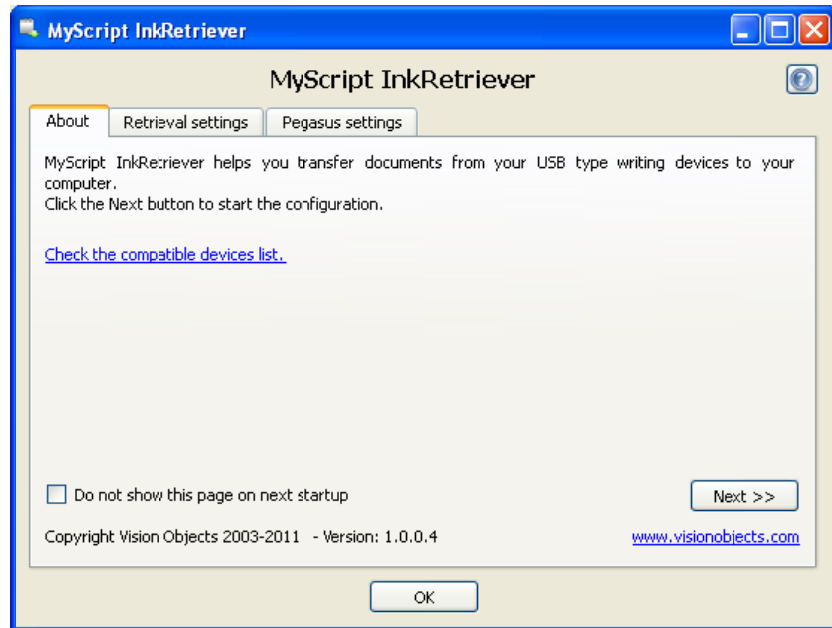 MyScript InkRetriever
MyScript InkRetriever
About
Retrieval settings
Pegasus settings
MyScript InkRetriever helps you transfer documents from your USB type writing devices to your
computer.
Click the Next button to start the configuration.
Check the compatible devices list.
Do not show this page on next startup
Next >>
Copyright Vision Objects 2003-2011 - Version: 1.0.0.4
www.visionobjects.com
OK